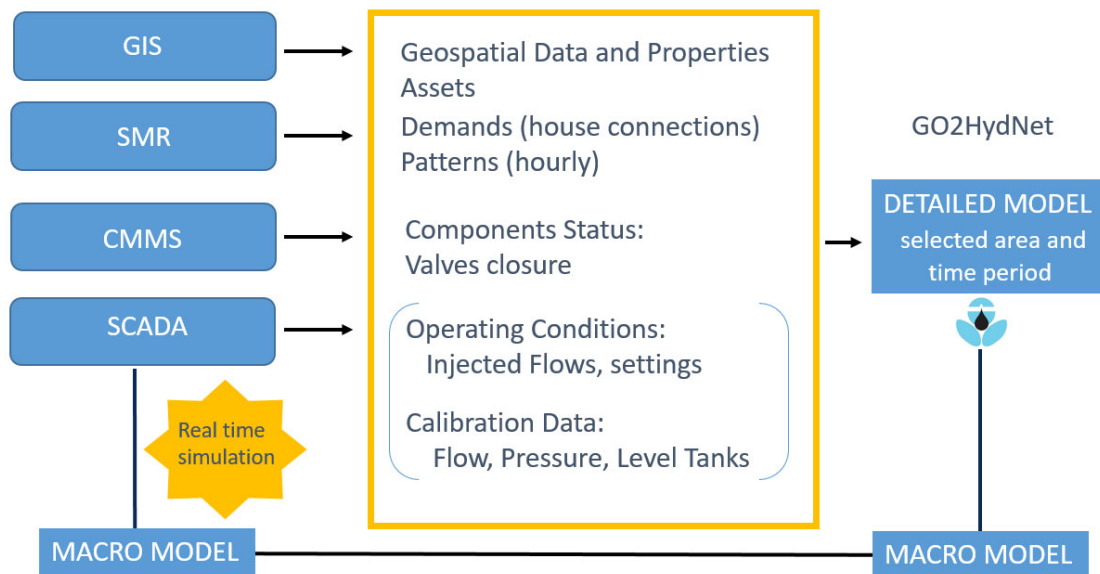 GIS
SMR
CMMS
SCADA
Real time
simulation
MACRO MODEL
Geospatial Data and Properties
Assets
Demands (house connections)
Patterns (hourly)
Components Status:
Valves closure
Operating Conditions:
Injected Flows, settings
Calibration Data:
Flow, Pressure, Level Tanks
GO2HydNet
DETAILED MODEL
selected area and
time period
MACRO MODEL